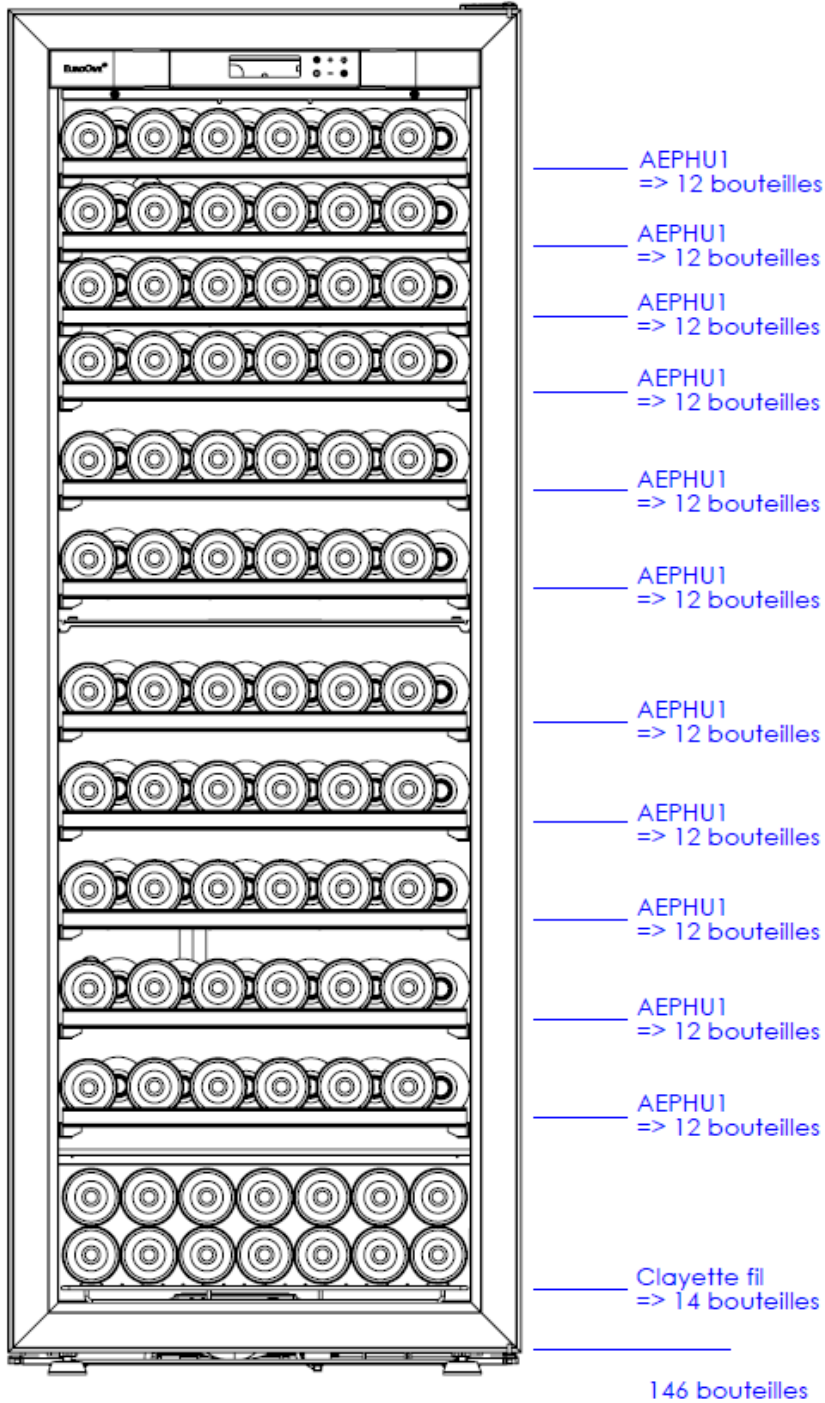 EuroCave®
AEPHU1
=> 12 bouteilles
AEPHU1
=> 12 bouteilles
AEPHU1
=> 12 bouteilles
AEPHU1
=> 12 bouteilles
AEPHU1
=> 12 bouteilles
AEPHU1
=> 12 bouteilles
AEPHU1
=> 12 bouteilles
AEPHU1
=> 12 bouteilles
AEPHU1
=> 12 bouteilles
AEPHU1
=> 12 bouteilles
AEPHU1
=> 12 bouteilles
Clayette fil
=> 14 bouteilles
146 bouteilles